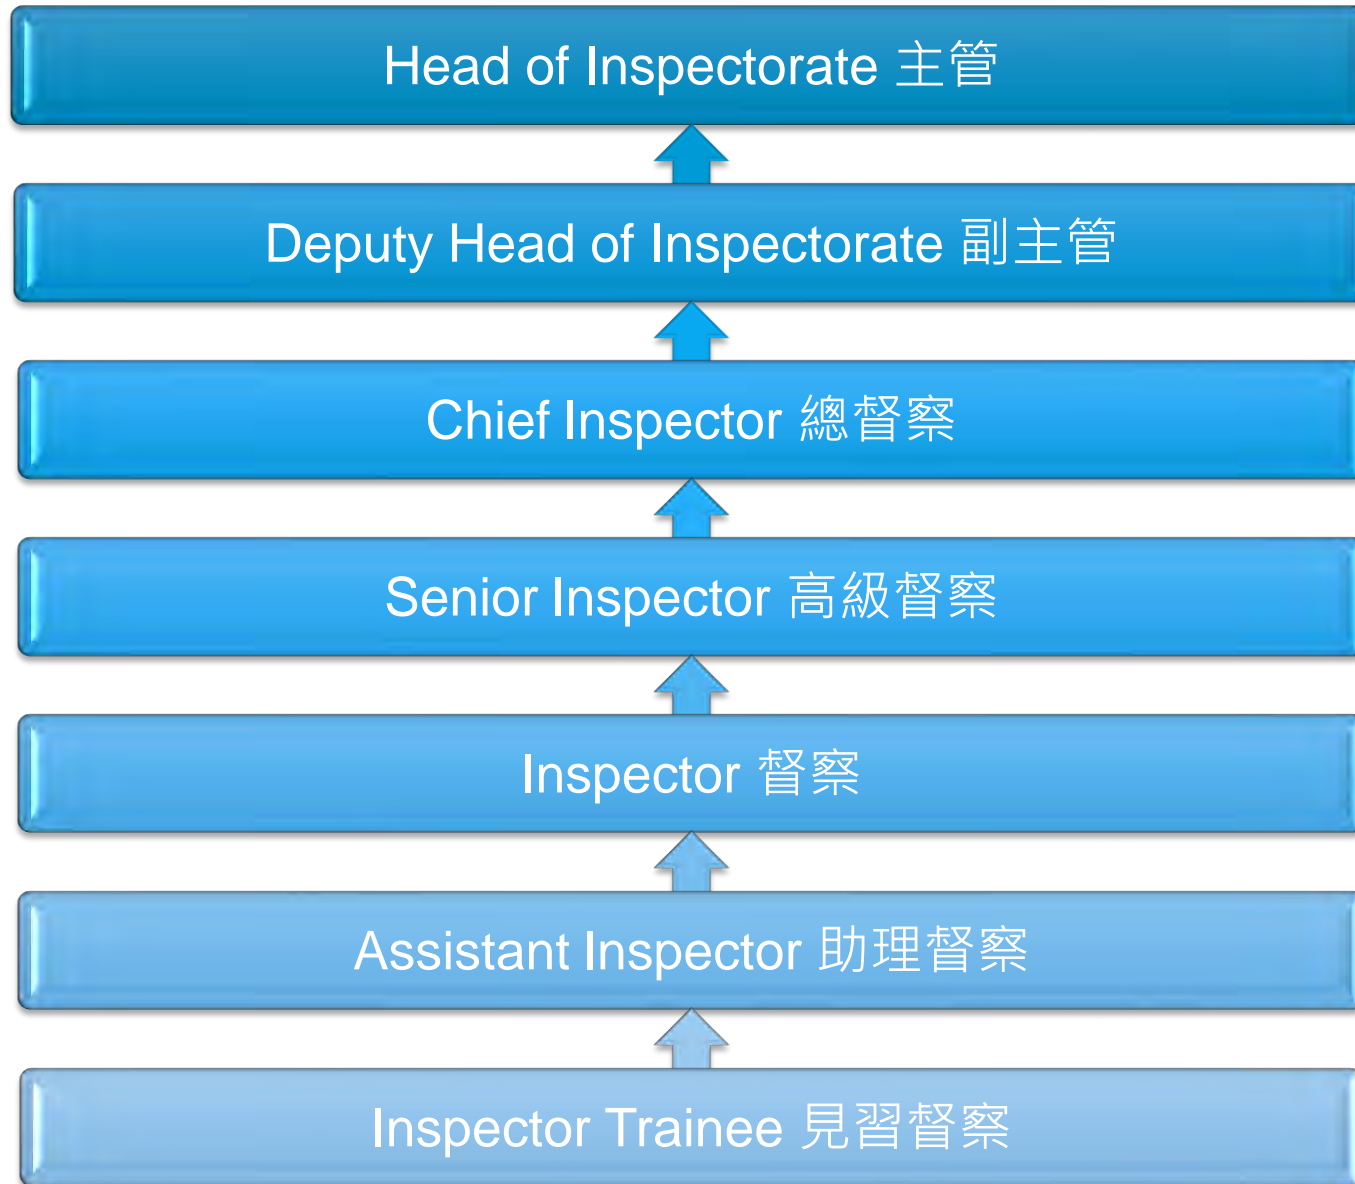 Head of Inspectorate 主管
Deputy Head of Inspectorate 副主管
Chief Inspector 總督察
Senior Inspector 高級督察
Inspector 督察
Assistant Inspector 助理督察
Inspector Trainee 見習督察